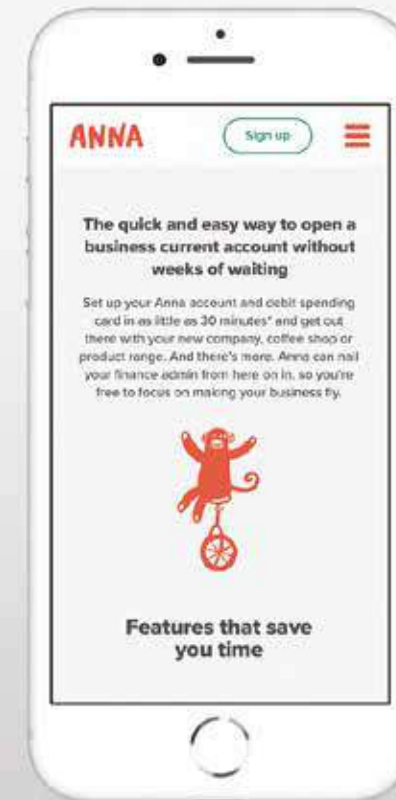 ANNA
Sign up
The quick and easy way to open a
business current account without
weeks of waiting
Set up your Anna account and debit spending
card in as little as 30 minutes* and get out
there with your new company, coffee shop or
product range. And there's more. Anna can nail
your finance admin from here on in, so you're
free to focus on making your business fly.
Features that save
you time